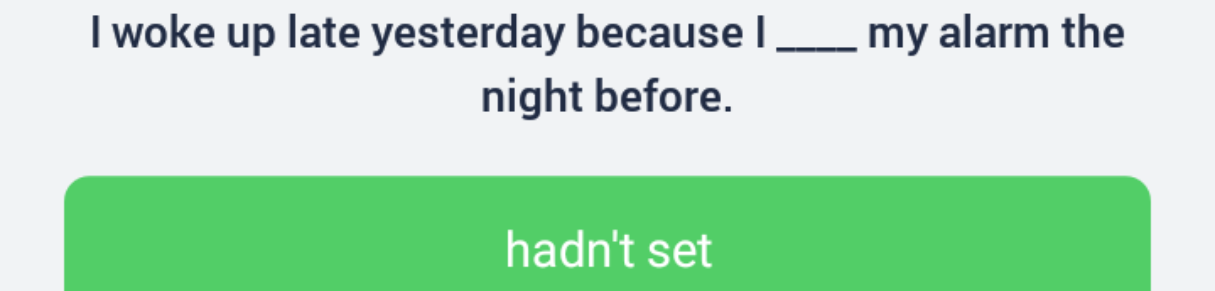 I woke up late yesterday because I ____ my alarm the
night before.
hadn't set